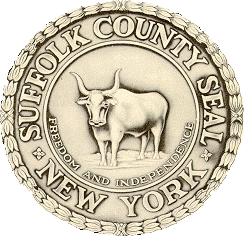 SUFFOLK COUNTY SEAL
NEW YORK
FREEDOM AND INDEPENDENCE